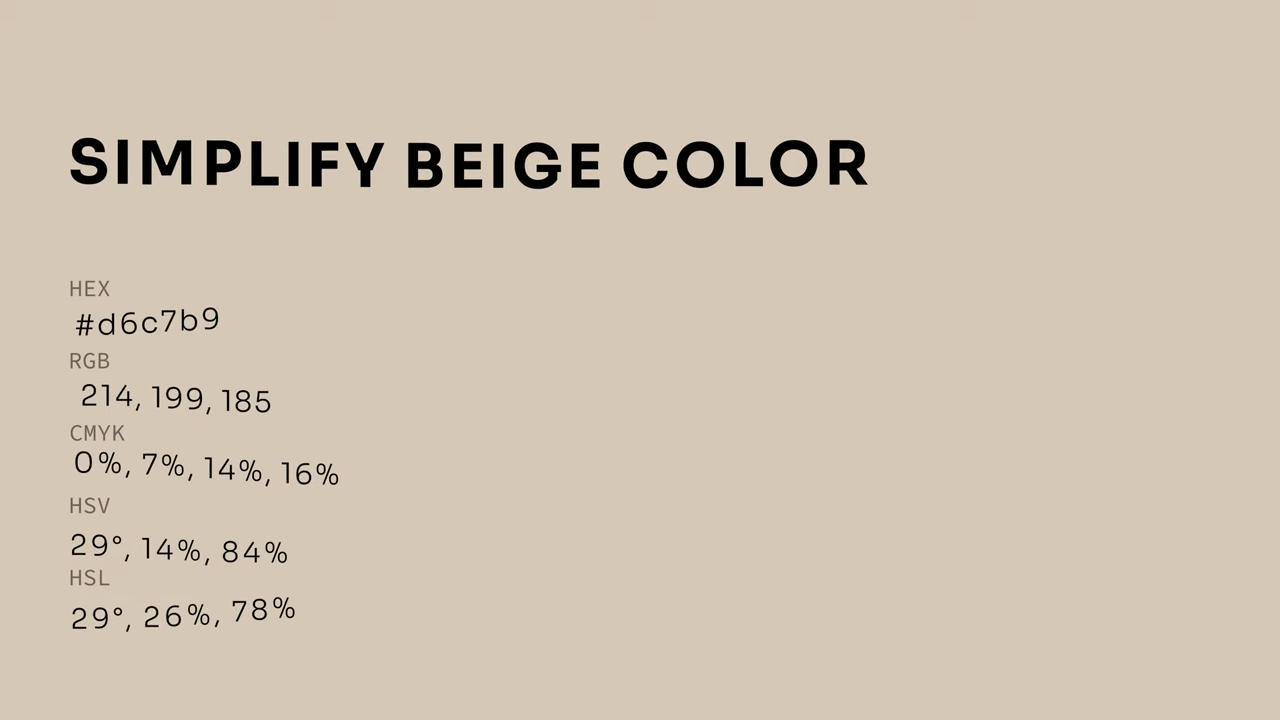 SIMPLIFY BEIGE COLOR
HEX
#d6c7b9
RGB
214, 199, 185
CMYK
0%, 7%, 14%, 16%
HSV
29°, 14%, 84%
HSL
29°, 26%, 78%